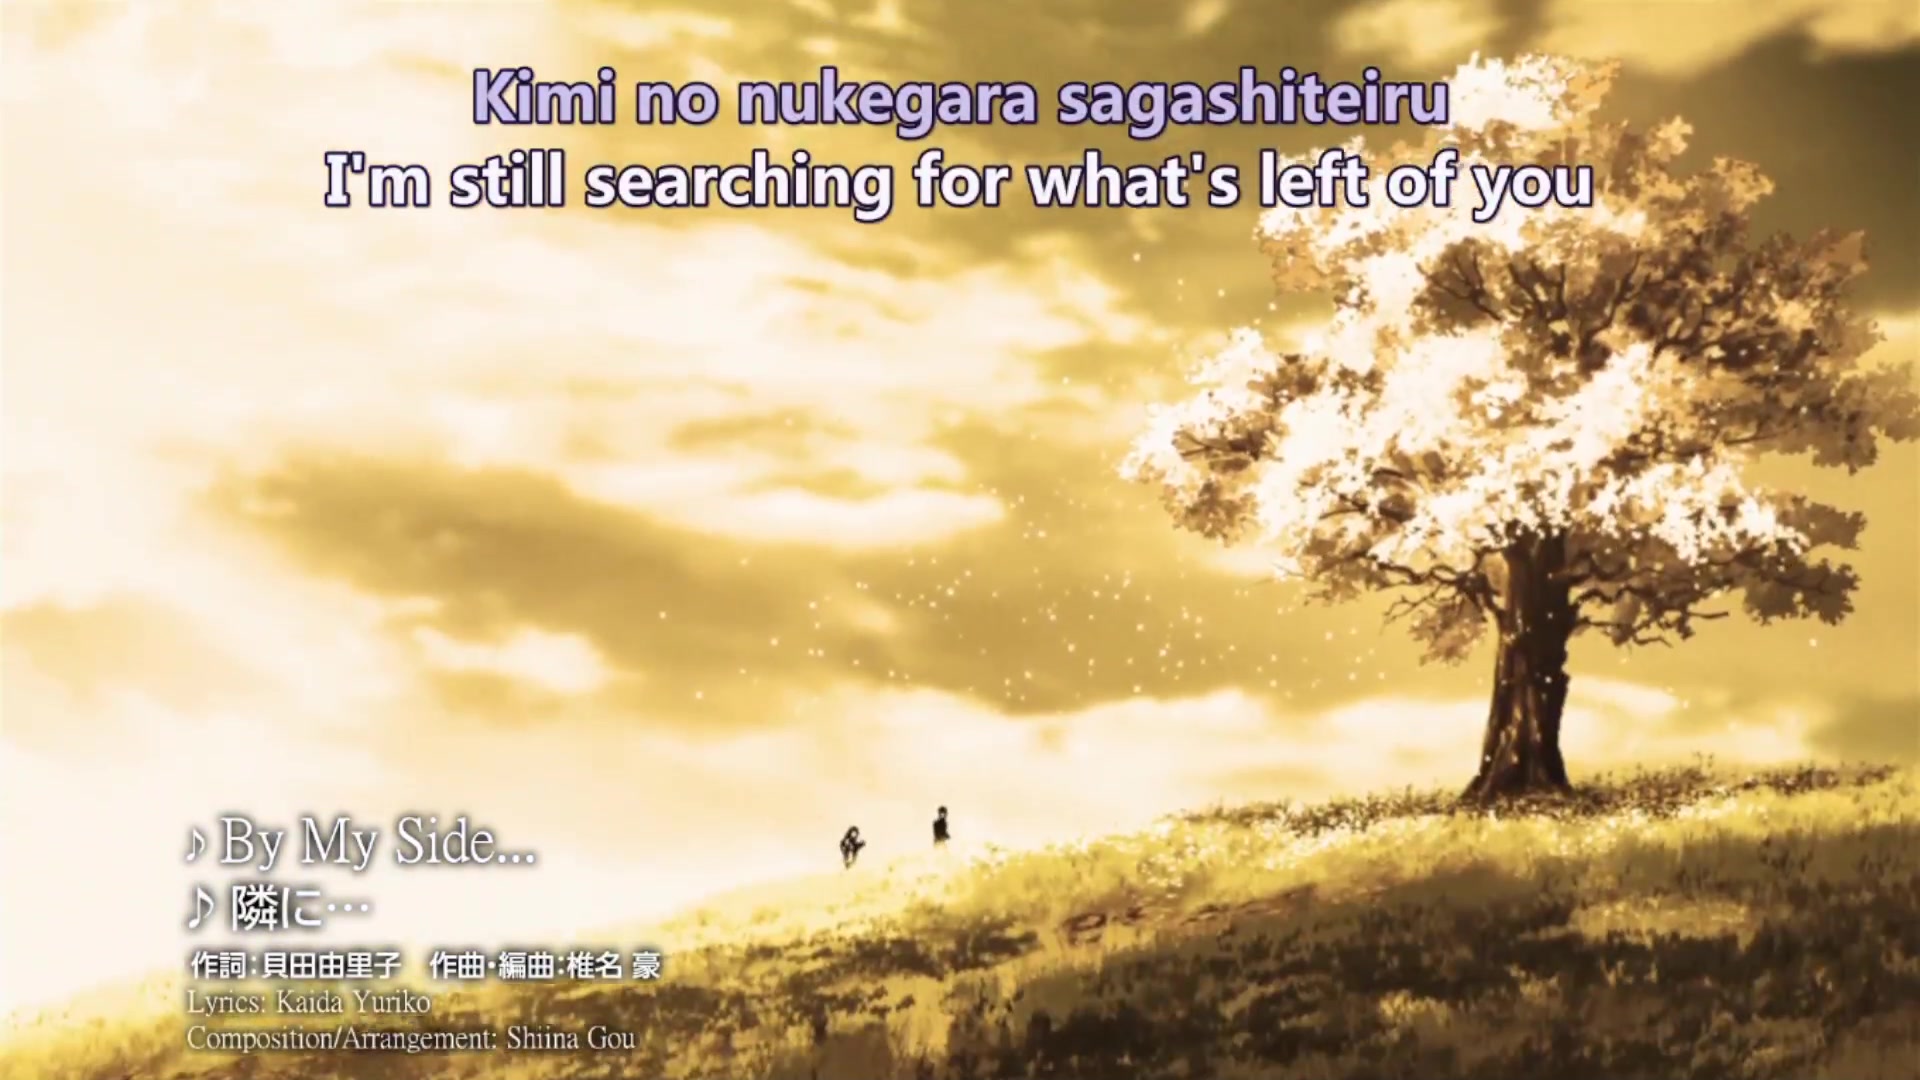 Kimi no nukegara sagashiteiru
I'm still searching for what's left of you
♪ By My Side...
♪ 隣に…
作詞：貝田由里子　作曲・編曲：椎名 豪
Lyrics: Kaida Yuriko
Composition/Arrangement: Shiina Gou